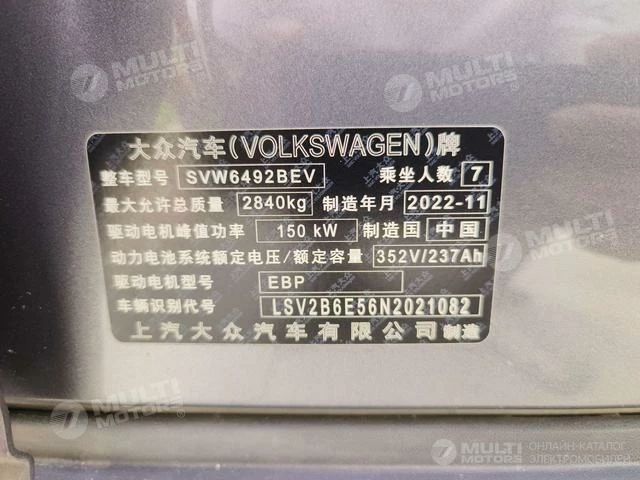 MULTI MOTORS
MULTI MOTORS
MULTI MOTORS
大众汽车(VOLKSWAGEN)牌
整车型号 SVW6492BEV 乘坐人数 7
最大允许总质量 2840kg 制造年月 2022-11
驱动电机峰值功率 150 kW 制造国 中国
动力电池系统额定电压/额定容量 352V/237Ah
驱动电机型号 EBP
车辆识别代号 LSV2B6E56N2021082
上汽大众汽车有限公司 制造
MULTI MOTORS
MULTI MOTORS
ОНЛАЙН-КАТАЛОГ
ЭЛЕКТРОМОБИЛЕЙ